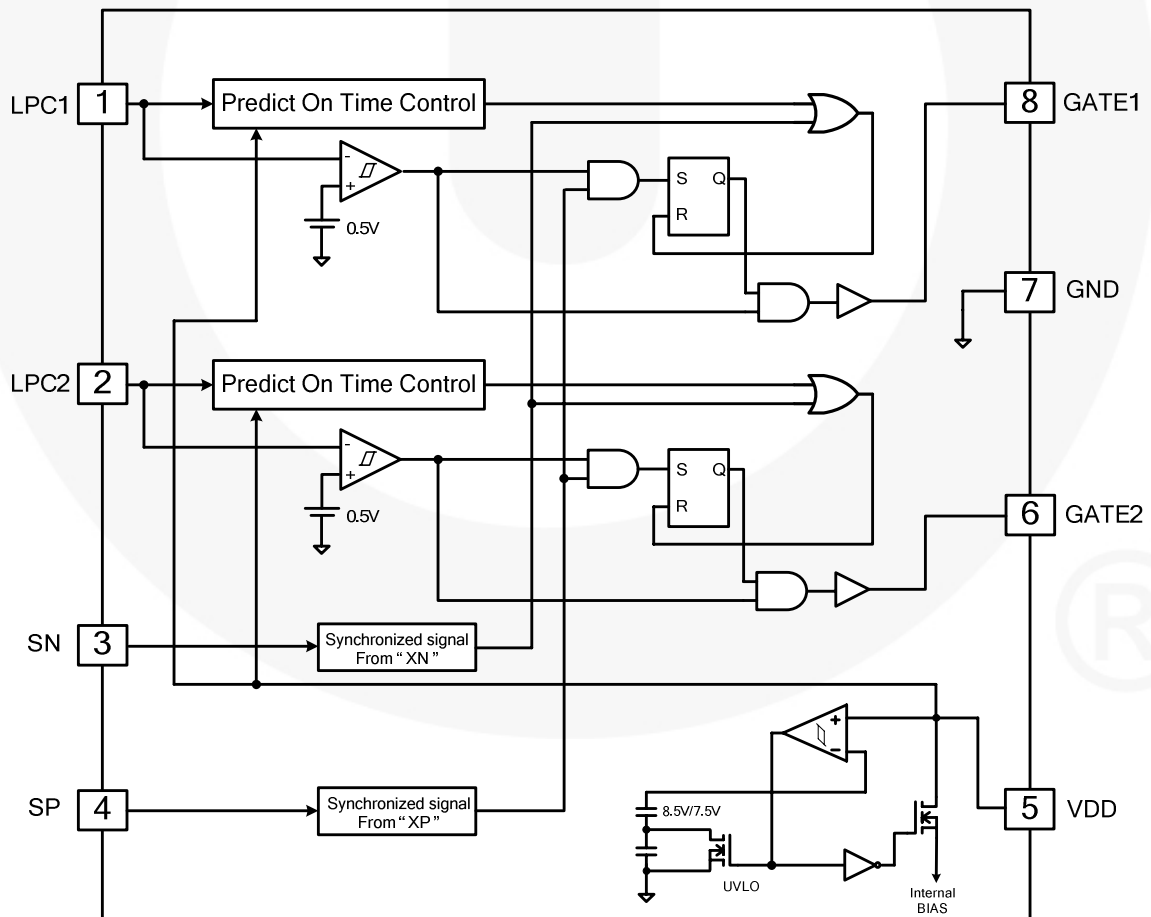 LPC1
1
Predict On Time Control
8
GATE1
-
+
0.5V
S
Q
R
7
GND
LPC2
2
Predict On Time Control
-
+
0.5V
S
Q
R
6
GATE2
SN
3
Synchronized signal
From “ XN ”
®
SP
4
Synchronized signal
From “ XP ”
+
−
8.5V/7.5V
UVLO
5
VDD
Internal
BIAS